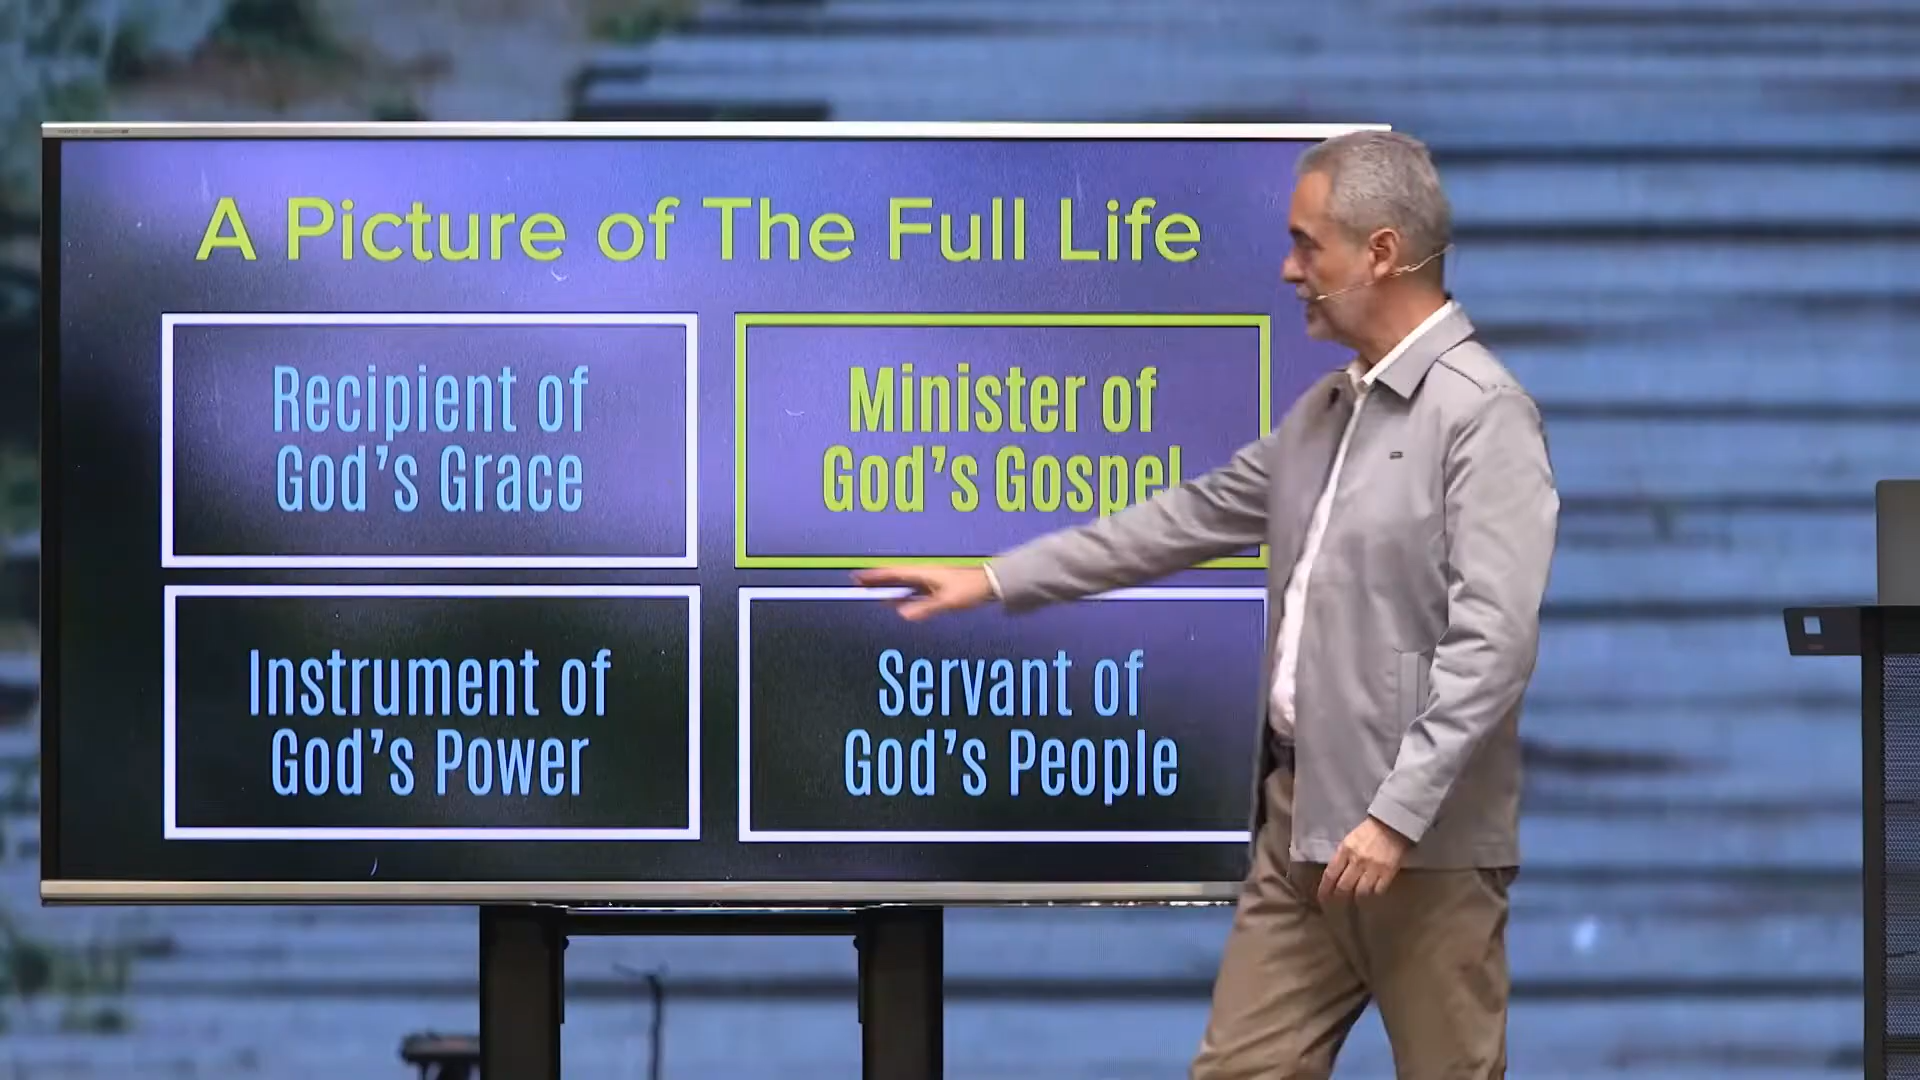 A Picture of The Full Life
Recipient of
God's Grace
Minister of
God's Gospel
Instrument of
God's Power
Servant of
God's People